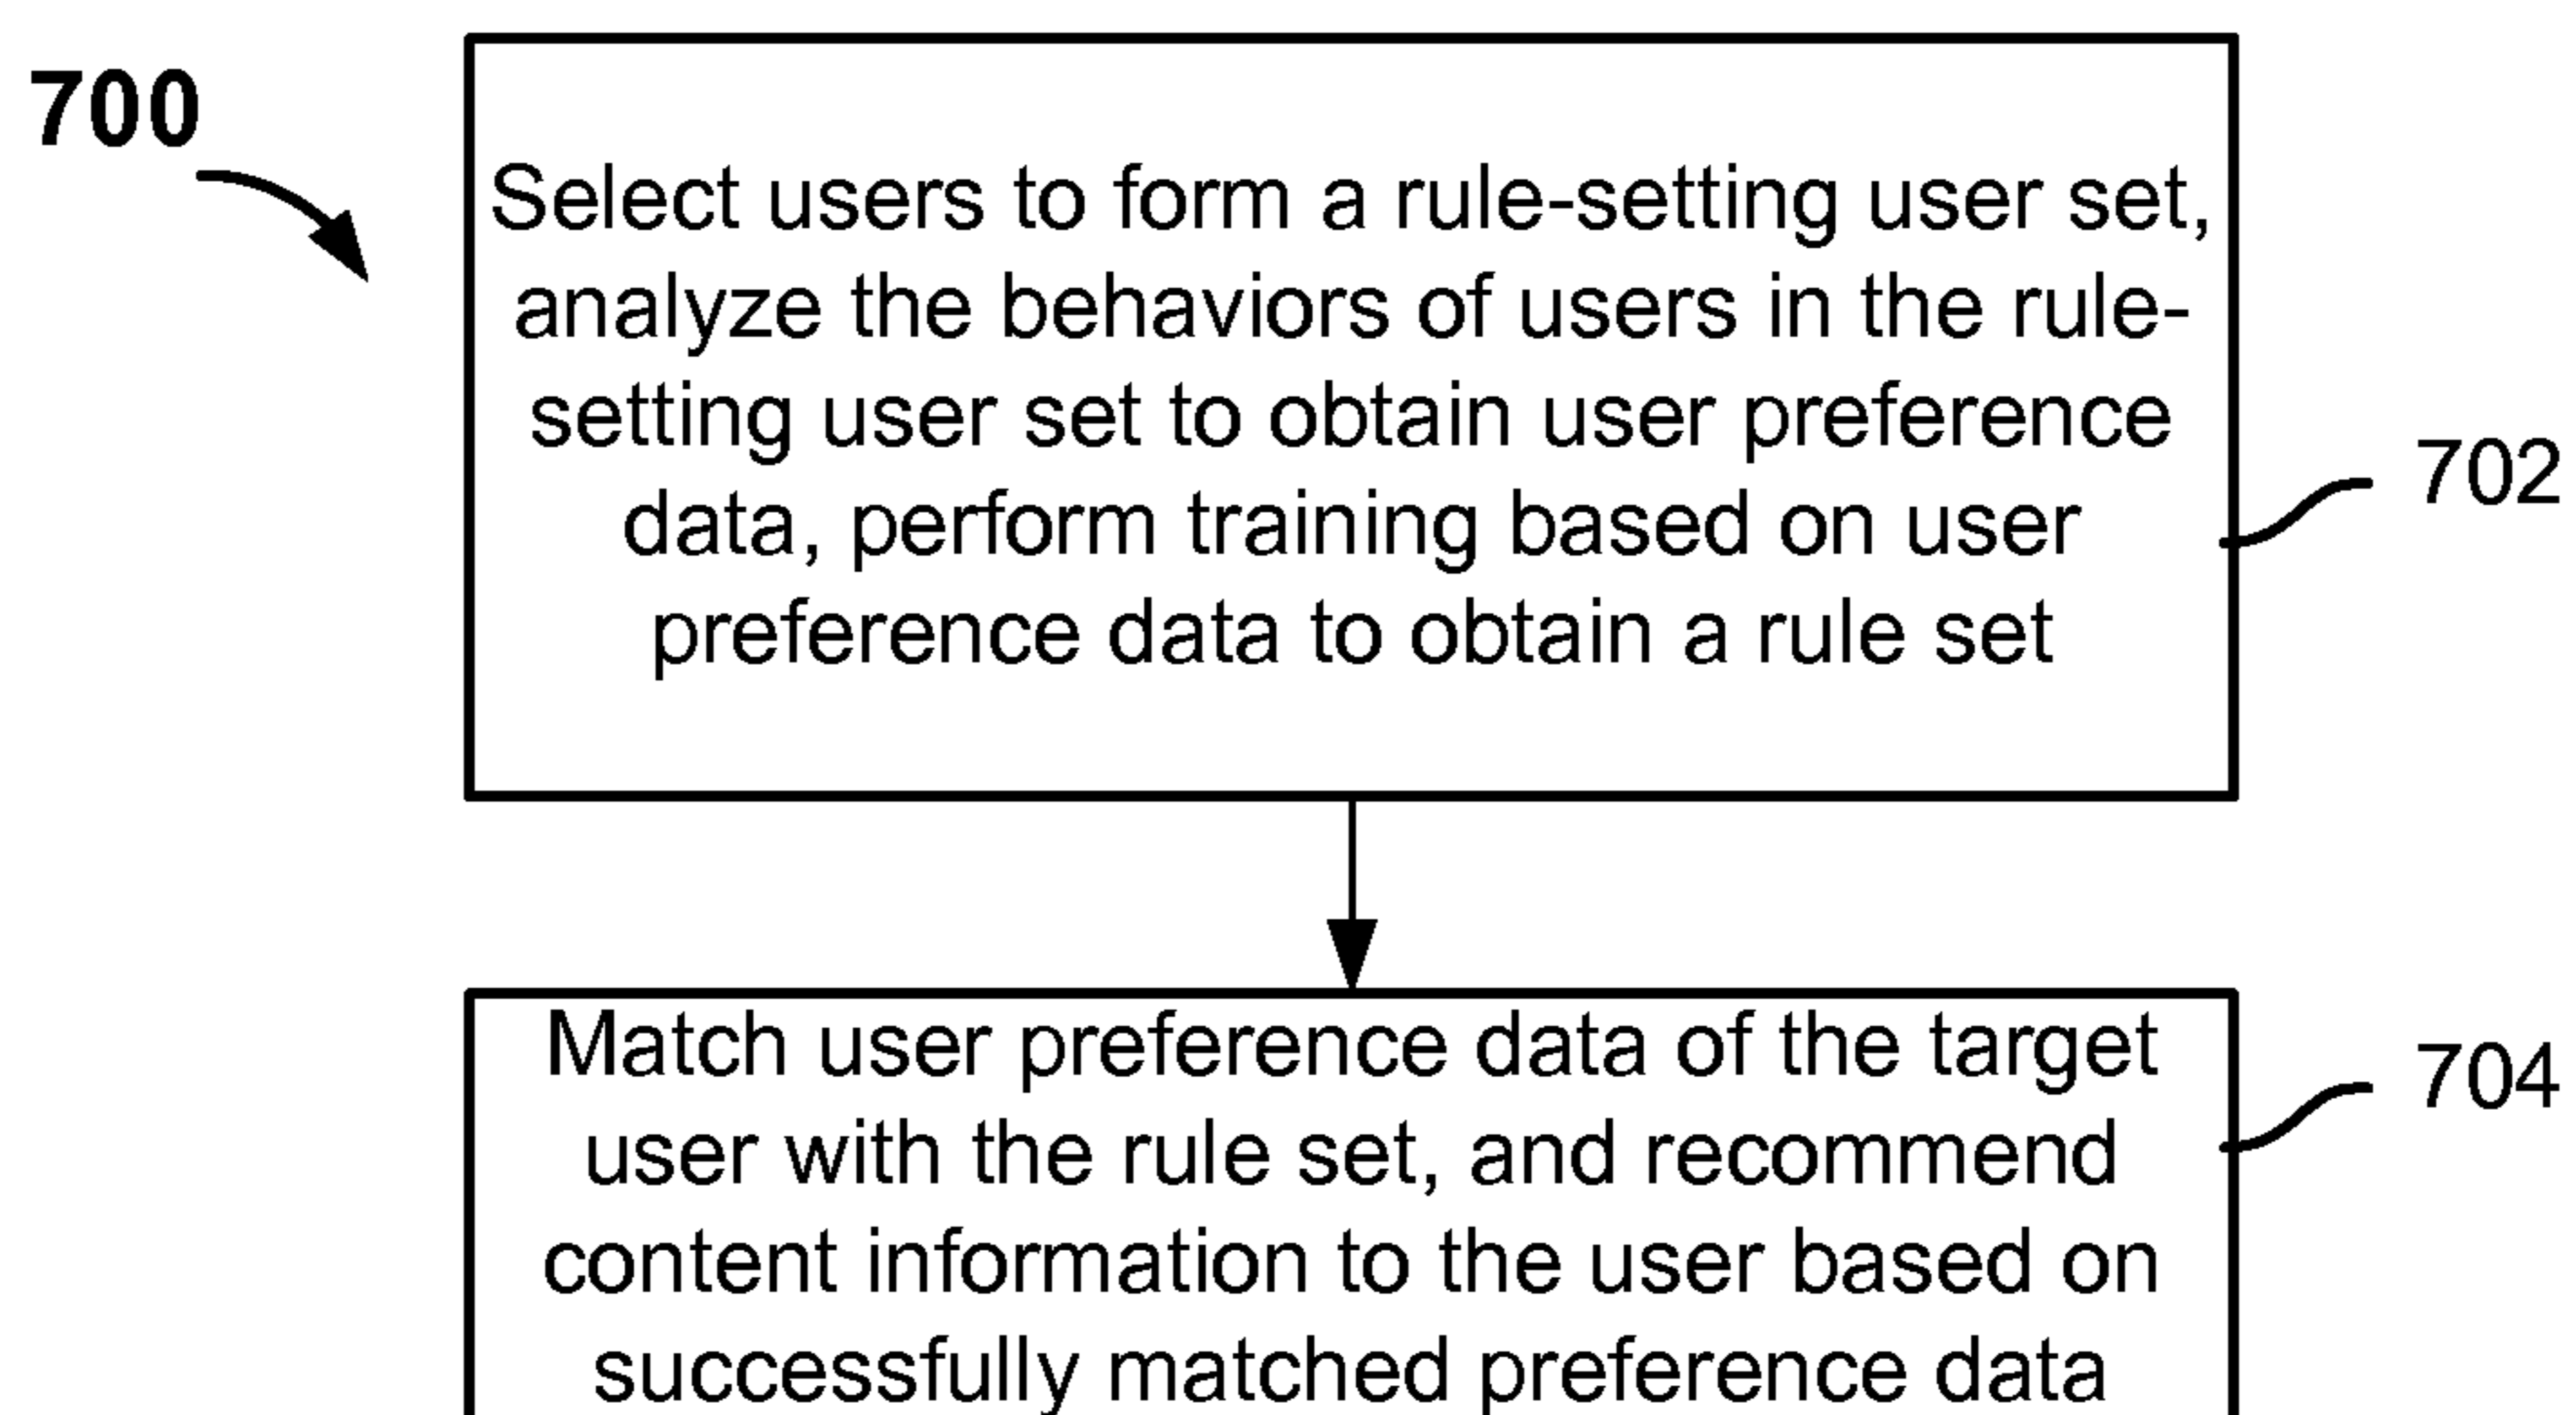 700
Select users to form a rule-setting user set,
analyze the behaviors of users in the rule-
setting user set to obtain user preference
data, perform training based on user
preference data to obtain a rule set
702
Match user preference data of the target
user with the rule set, and recommend
content information to the user based on
successfully matched preference data
704